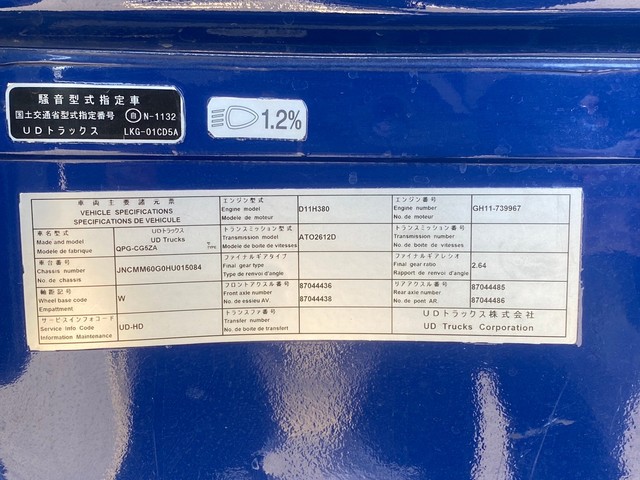 騒音型式指定車
国土交通省型式指定番号 自 N-1132
UDトラックス LKG-01CD5A
1.2%
車両主要諸元票
VEHICLE SPECIFICATIONS
SPECIFICATIONS DE VEHICULE
車名型式 UDトラックス
Made and model UD Trucks
Modele de fabrique QPG-CG5ZA
車台番号
Chassis number JNCMM60G0HU015084
No. de chassis
軸距記号
Wheel base code W
Empattment
サービスインフォコード
Service Info Code UD-HD
Information Maintenance
エンジン型式
Engine model D11H380
Modele de moteur
トランスミッション型式
Transmission model ATO2612D
Modele de boite de vitesses
ファイナルギアタイプ
Final gear type
Type de renvoi d'angle
フロントアクスル番号 87044436
Front axle number
No. de essieu AV. 87044438
トランスファ番号
Transfer number
No. de boite de transfert
エンジン番号
Engine number GH11-739967
No. de moteur
トランスミッション番号
Transmission number
No. de boite de vitesses
ファイナルギアレシオ
Final gear ratio 2.64
Rapport de renvoi d'angle
リアアクスル番号 87044485
Rear axle number
No. de pont AR. 87044486
UDトラックス株式会社
UD Trucks Corporation